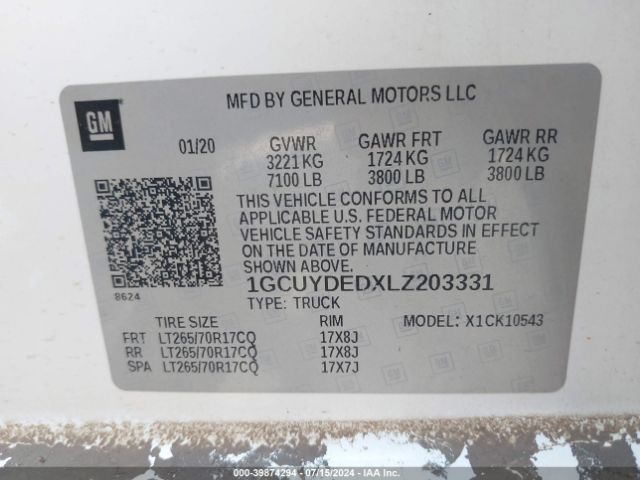 MFD BY GENERAL MOTORS LLC
GM
01/20 GVWR GAWR FRT GAWR RR
3221 KG 1724 KG 1724 KG
7100 LB 3800 LB 3800 LB
THIS VEHICLE CONFORMS TO ALL
APPLICABLE U.S. FEDERAL MOTOR
VEHICLE SAFETY STANDARDS IN EFFECT
ON THE DATE OF MANUFACTURE
SHOWN ABOVE.
1GCUYDEDXLZ203331
8624
TYPE: TRUCK
TIRE SIZE RIM MODEL: X1CK10543
FRT LT265/70R17CQ 17X8J
RR LT265/70R17CQ 17X8J
SPA LT265/70R17CQ 17X7J
000-39874294 - 07/15/2024 - IAA Inc.